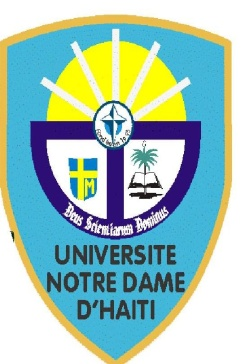 Deus Scientiarum Dominus
M
UNIVERSITE
NOTRE DAME
D'HAITI